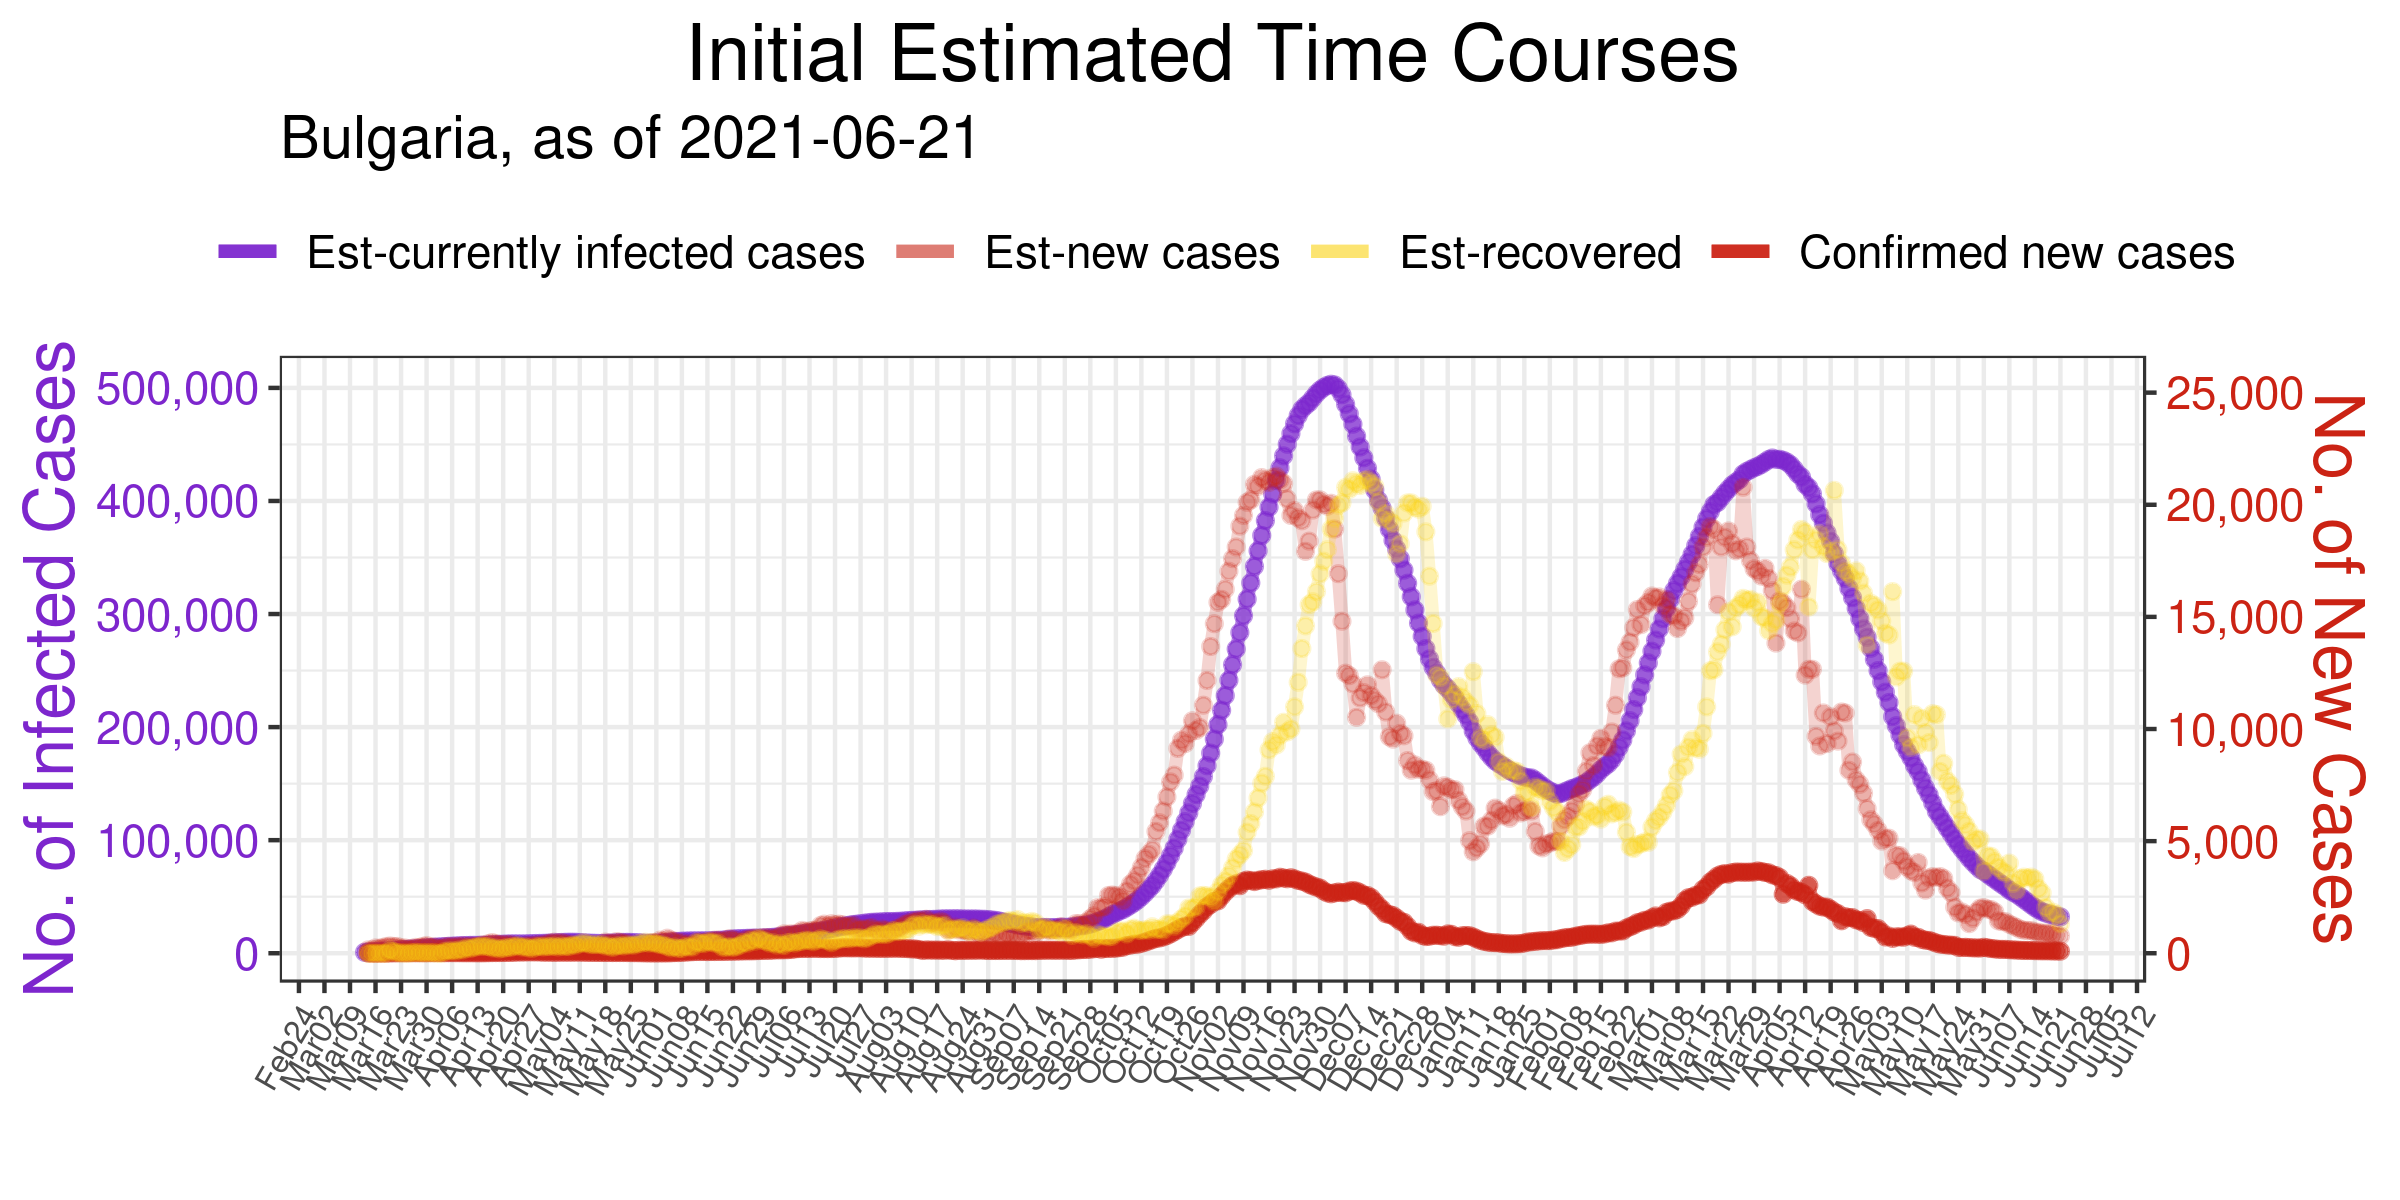 Initial Estimated Time Courses
Bulgaria, as of 2021-06-21
Est-currently infected cases
Est-new cases
Est-recovered
Confirmed new cases
No. of Infected Cases
500,000
400,000
300,000
200,000
100,000
0
25,000
20,000
15,000
10,000
5,000
0
No. of New Cases
Feb24
Mar02
Mar09
Mar16
Mar23
Mar30
Apr06
Apr13
Apr20
Apr27
May04
May11
May18
May25
Jun01
Jun08
Jun15
Jun22
Jun29
Jul06
Jul13
Jul20
Jul27
Aug03
Aug10
Aug17
Aug24
Aug31
Sep07
Sep14
Sep21
Sep28
Oct05
Oct12
Oct19
Oct26
Nov02
Nov09
Nov16
Nov23
Nov30
Dec07
Dec14
Dec21
Dec28
Jan04
Jan11
Jan18
Jan25
Feb01
Feb08
Feb15
Feb22
Mar01
Mar08
Mar15
Mar22
Mar29
Apr05
Apr12
Apr19
Apr26
May03
May10
May17
May24
May31
Jun07
Jun14
Jun21
Jun28
Jul05
Jul12